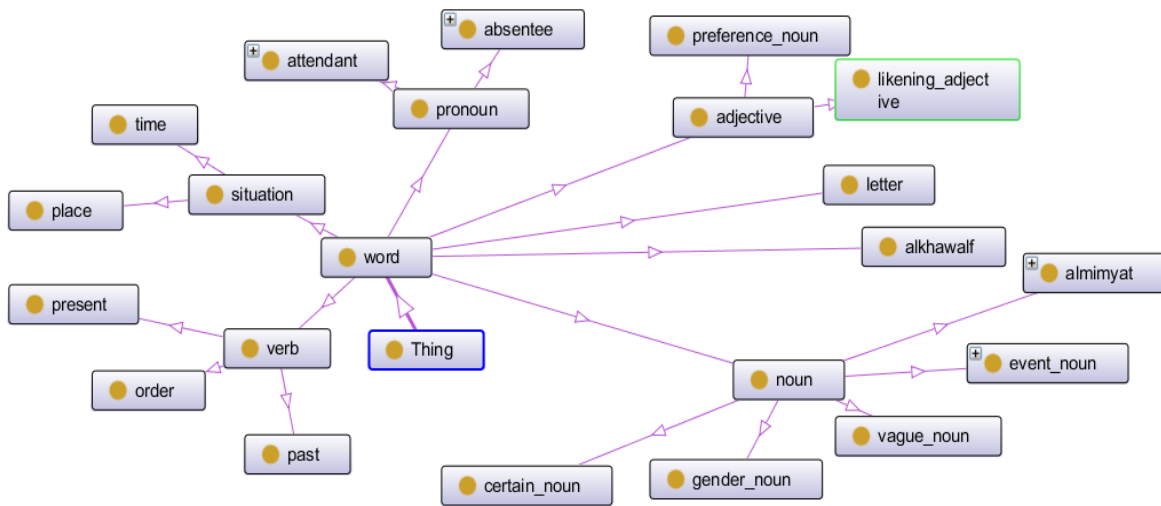 absentee
preference_noun
attendant
likening_adject
ive
pronoun
adjective
time
situation
letter
place
word
alkhawalf
almimyat
present
verb
Thing
event_noun
order
noun
past
vague_noun
certain_noun
gender_noun